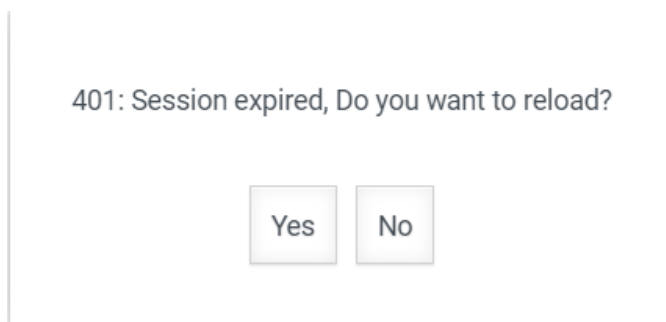 401: Session expired, Do you want to reload?
Yes No